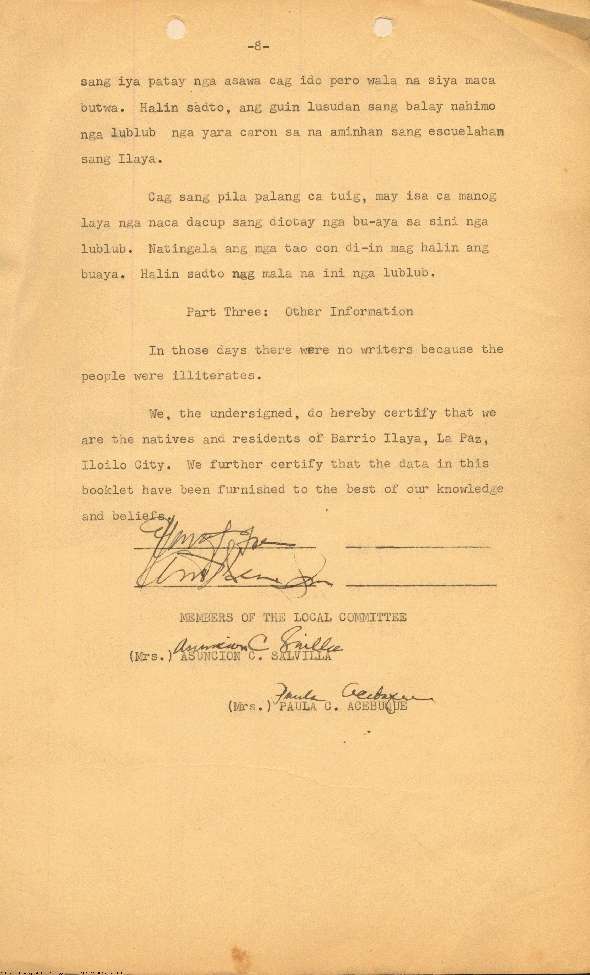 -8-
sang iya patay nga asawa cag ido pero wala na siya maca
butwa. Halin sadto, ang guin lusudan sang balay nahimo
nga lublub nga yara caron sa na aminhan sang escuelahan
sang Ilaya.
Cag sang pila palang ca tuig, may isa ca manog
laya nga naca dacup sang diotay nga bu-aya sa sini nga
lublub. Natingala ang mga tao con di-in mag halin ang
buaya. Halin sadto nag mala na ini nga lublub.
Part Three: Other Information
In those days there were no writers because the
people were illiterates.
We, the undersigned, do hereby certify that we
are the natives and residents of Barrio Ilaya, La Paz,
Iloilo City. We further certify that the data in this
booklet have been furnished to the best of our knowledge
and beliefs.
MEMBERS OF THE LOCAL COMMITTEE
Asuncion C. Salvilla
(Mrs.) ASUNCION C. SALVILLA
Paula Acebuque
(Mrs.) PAULA C. ACEBUQUE